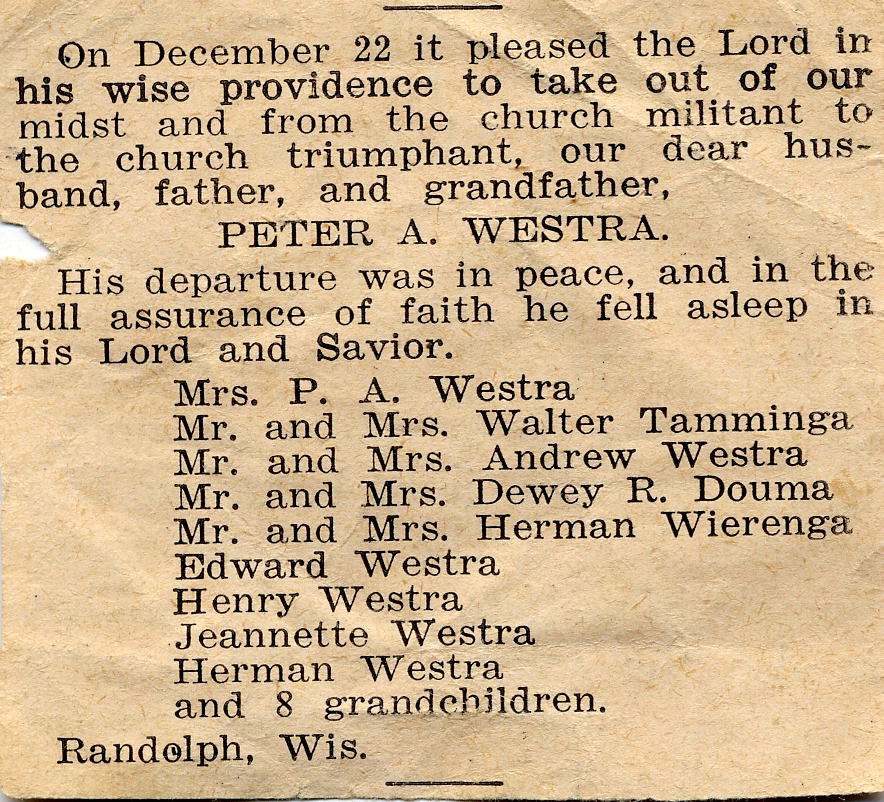 On December 22 it pleased the Lord in
his wise providence to take out of our
midst and from the church militant to
the church triumphant, our dear hus-
band, father, and grandfather,
PETER A. WESTRA.
His departure was in peace, and in the
full assurance of faith he fell asleep in
his Lord and Savior.
Mrs. P. A. Westra
Mr. and Mrs. Walter Tamminga
Mr. and Mrs. Andrew Westra
Mr. and Mrs. Dewey R. Douma
Mr. and Mrs. Herman Wierenga
Edward Westra
Henry Westra
Jeannette Westra
Herman Westra
and 8 grandchildren.
Randolph, Wis.